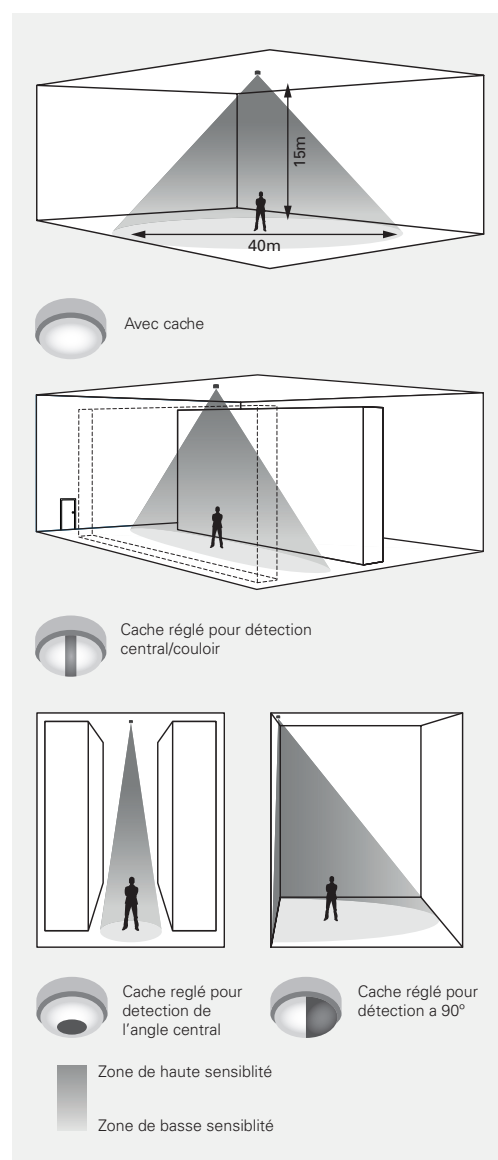 15m
40m
Avec cache
Cache réglé pour détection
central/couloir
Cache reglé pour
detection de
l'angle central
Cache réglé pour
détection a 90º
Zone de haute sensiblité
Zone de basse sensiblité